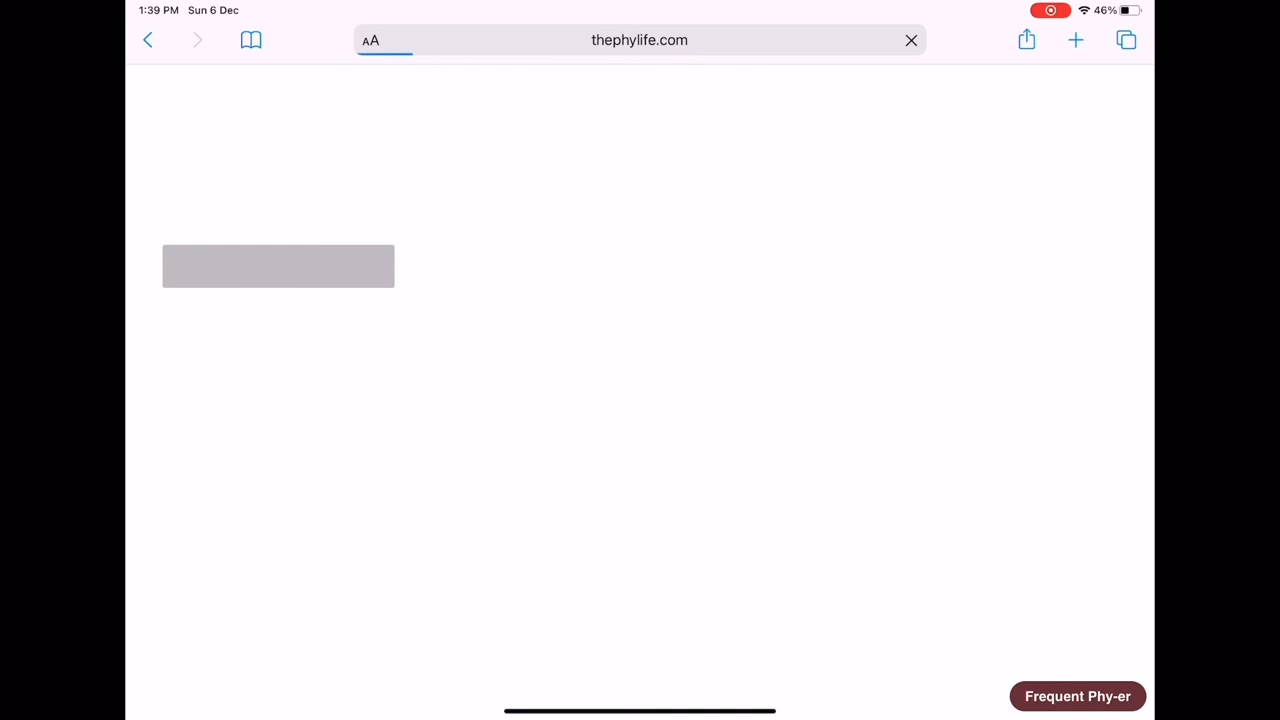 1:39 PM Sun 6 Dec
46%
AA
thephylife.com
Frequent Phy-er